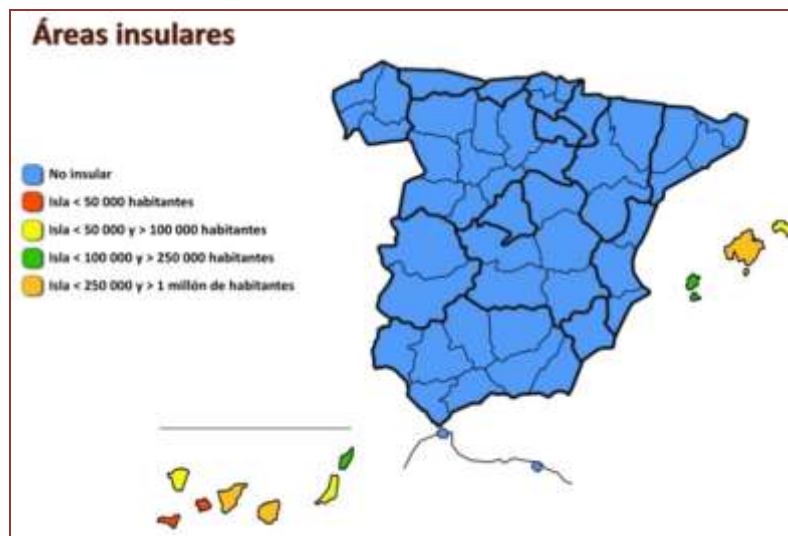 Áreas insulares
No insular
Isla < 50 000 habitantes
Isla < 50 000 y > 100 000 habitantes
Isla < 100 000 y > 250 000 habitantes
Isla < 250 000 y > 1 millón de habitantes